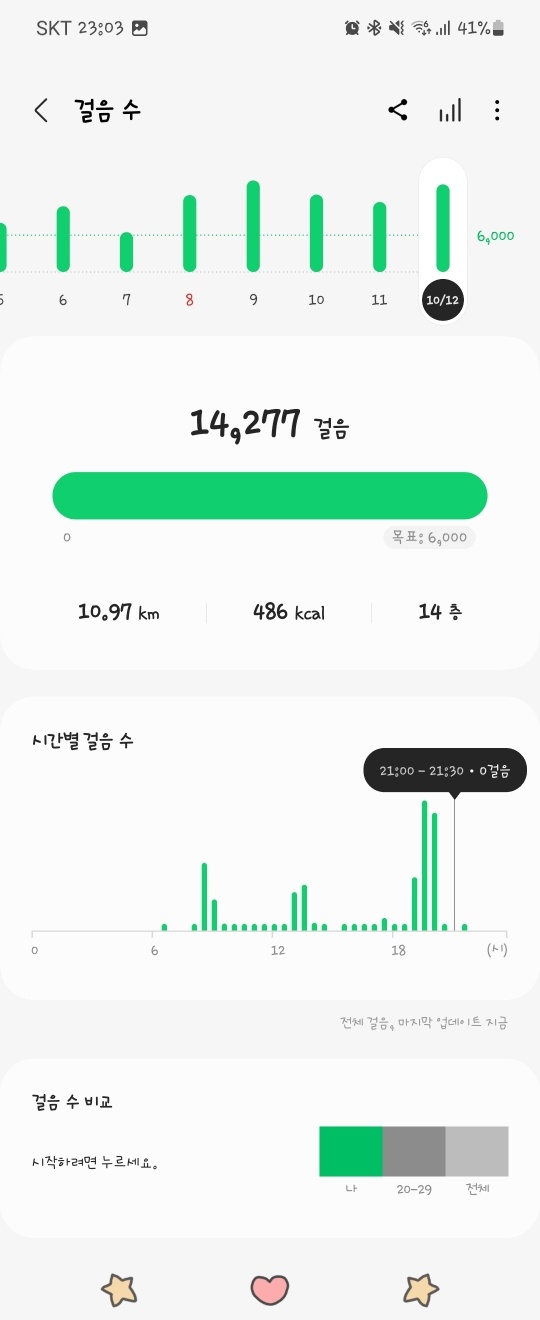 SKT 23:03 41%
걸음 수
6,000
5 6 7 8 9 10 11 10/12
14,277 걸음
0 목표: 6,000
10.97 km 486 kcal 14 층
시간별 걸음 수
21:00 - 21:30 • 0걸음
0 6 12 18 (시)
전체 걸음, 마지막 업데이트 지금
걸음 수 비교
시작하려면 누르세요.
나 20-29 전체